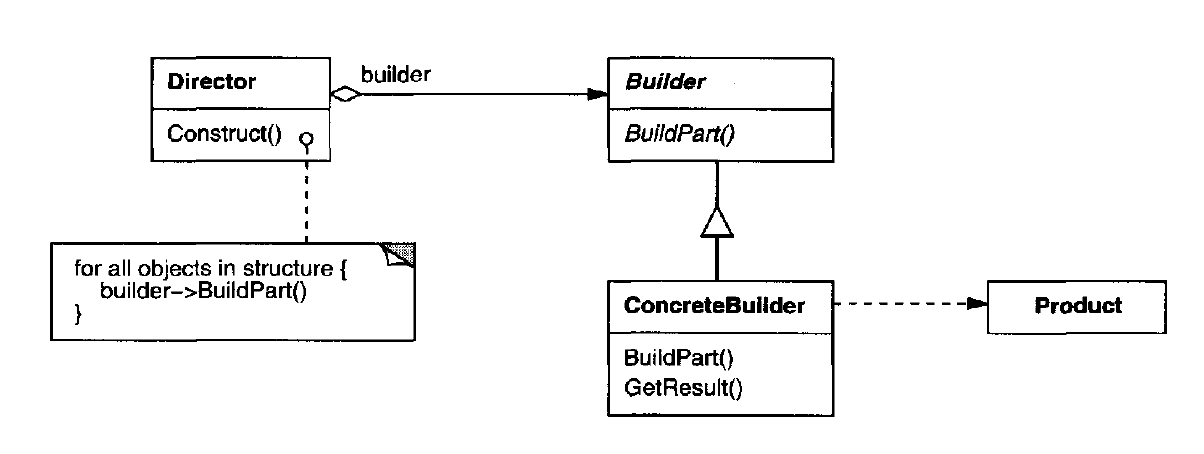 Director
builder
Construct()
Builder
BuildPart()
for all objects in structure {
builder->BuildPart()
}
ConcreteBuilder
BuildPart()
GetResult()
Product